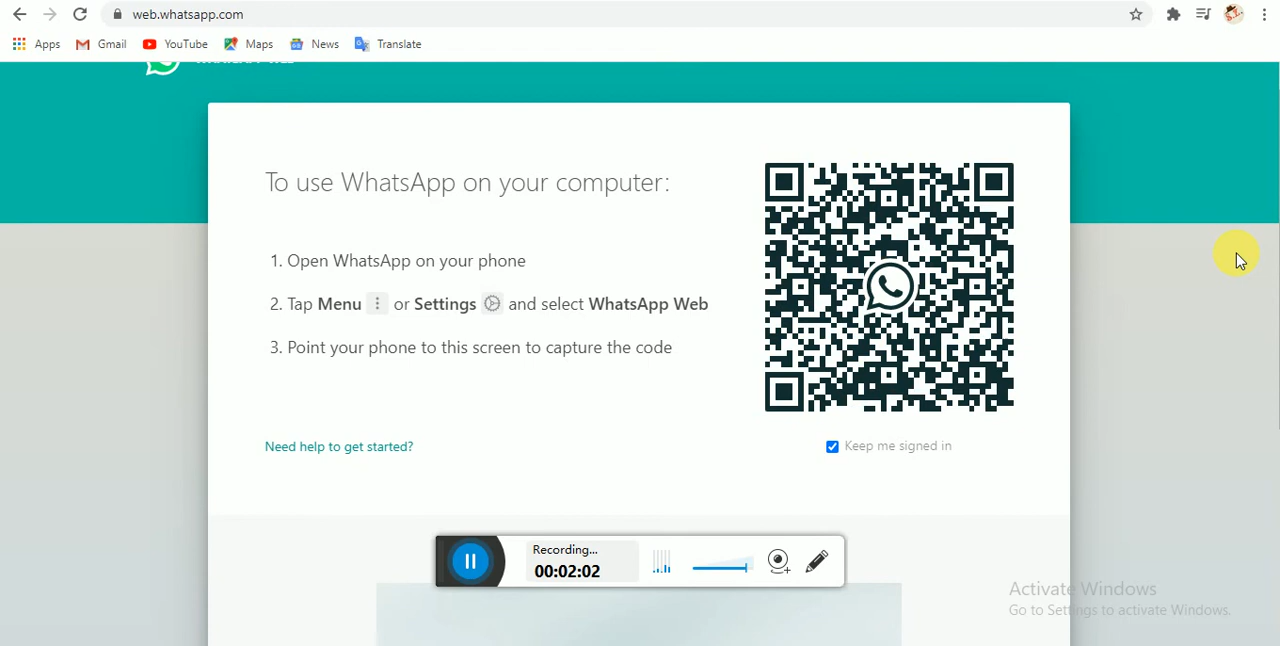 web.whatsapp.com
Apps Gmail YouTube Maps News Translate
To use WhatsApp on your computer:
1. Open WhatsApp on your phone
2. Tap Menu or Settings and select WhatsApp Web
3. Point your phone to this screen to capture the code
Need help to get started?
Keep me signed in
Recording...
00:02:02
Activate Windows
Go to Settings to activate Windows.